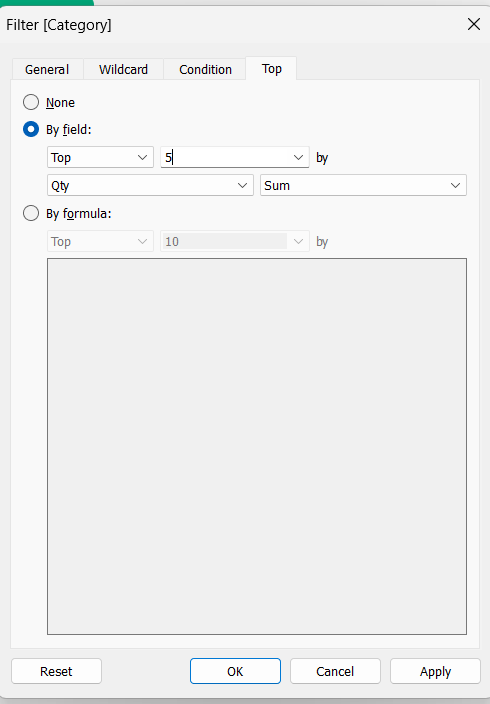 Filter [Category]
General Wildcard Condition Top
None
By field:
Top 5 by
Qty Sum
By formula:
Top 10 by
Reset OK Cancel Apply